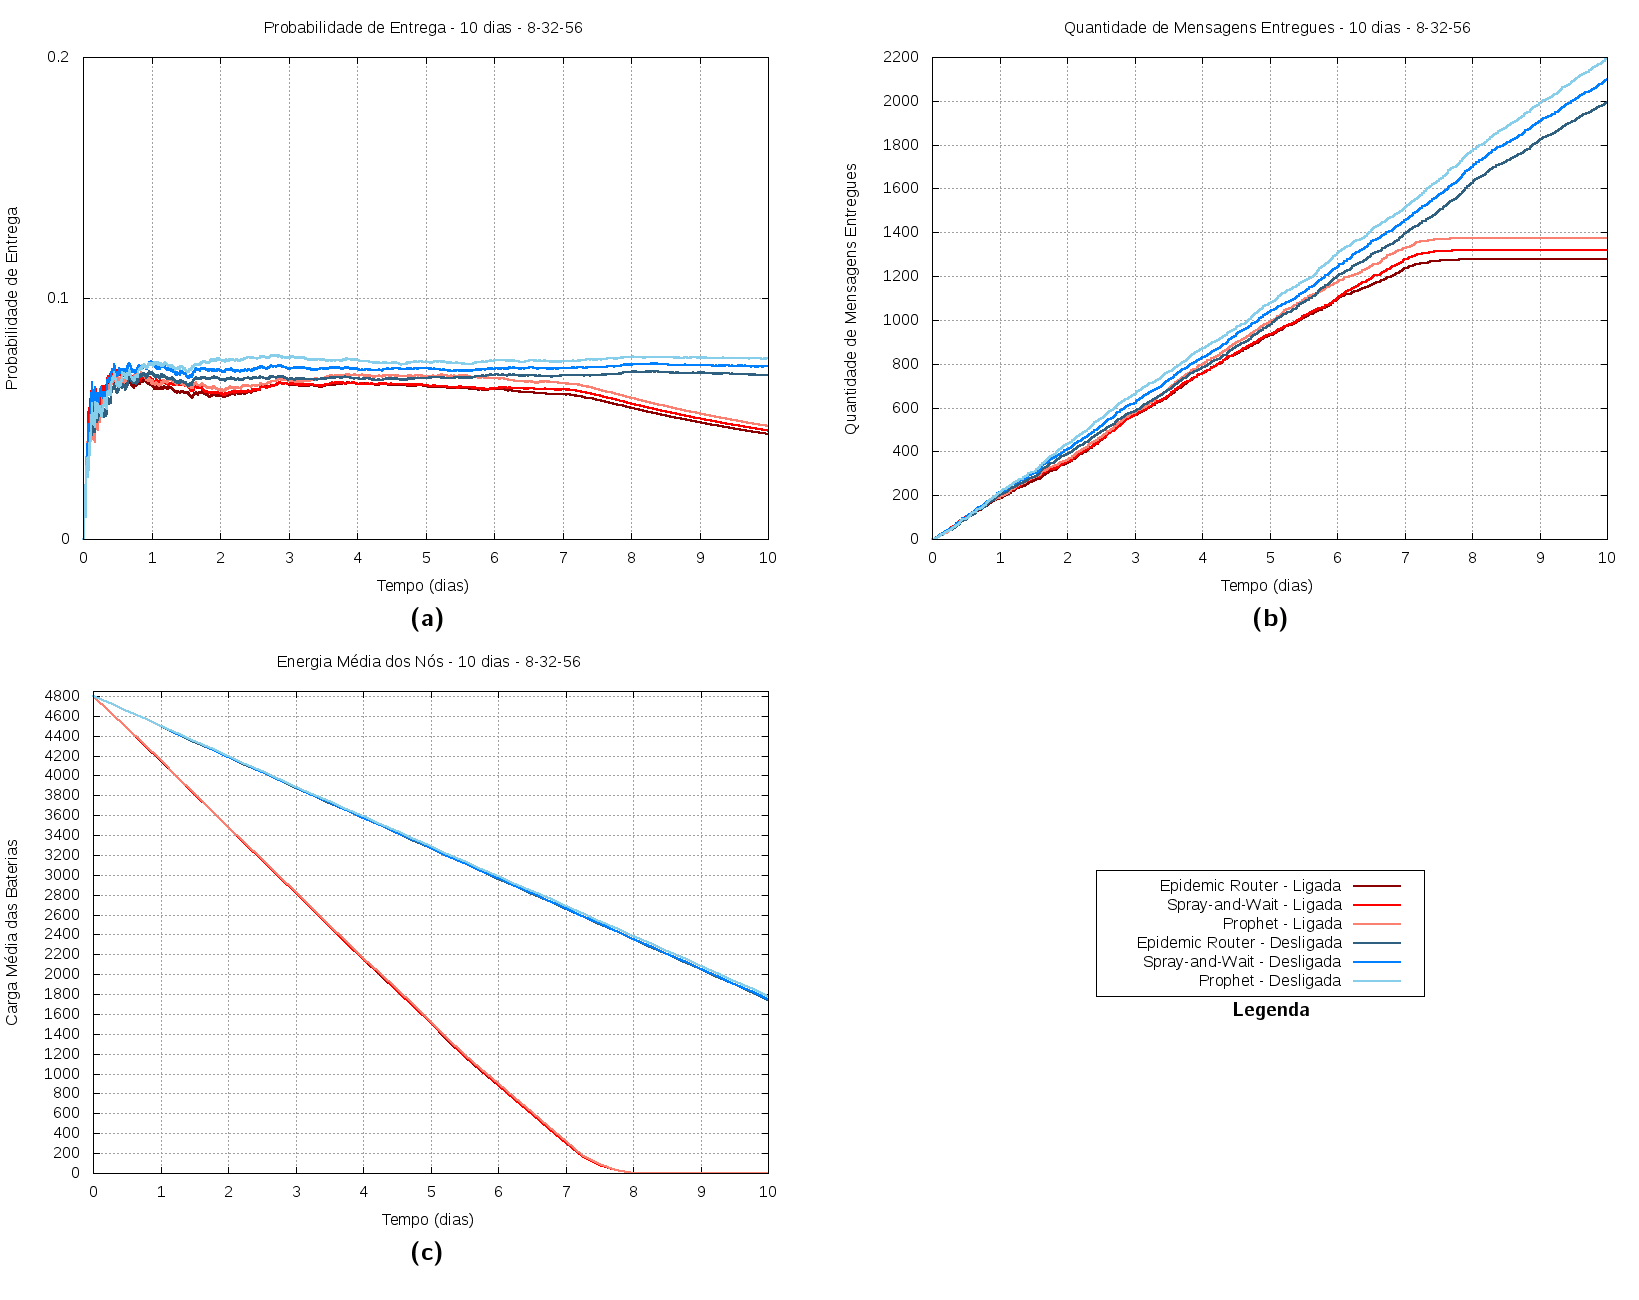 Probabilidade de Entrega - 10 dias - 8-32-56
0.2
0.1
0
Probabilidade de Entrega
0 1 2 3 4 5 6 7 8 9 10
Tempo (dias)
(a)
Quantidade de Mensagens Entregues - 10 dias - 8-32-56
2200
2000
1800
1600
1400
1200
1000
800
600
400
200
0
Quantidade de Mensagens Entregues
0 1 2 3 4 5 6 7 8 9 10
Tempo (dias)
(b)
Energia Média dos Nós - 10 dias - 8-32-56
4800
4600
4400
4200
4000
3800
3600
3400
3200
3000
2800
2600
2400
2200
2000
1800
1600
1400
1200
1000
800
600
400
200
0
Carga Média das Baterias
0 1 2 3 4 5 6 7 8 9 10
Tempo (dias)
(c)
Epidemic Router - Ligada
Spray-and-Wait - Ligada
Prophet - Ligada
Epidemic Router - Desligada
Spray-and-Wait - Desligada
Prophet - Desligada
Legenda